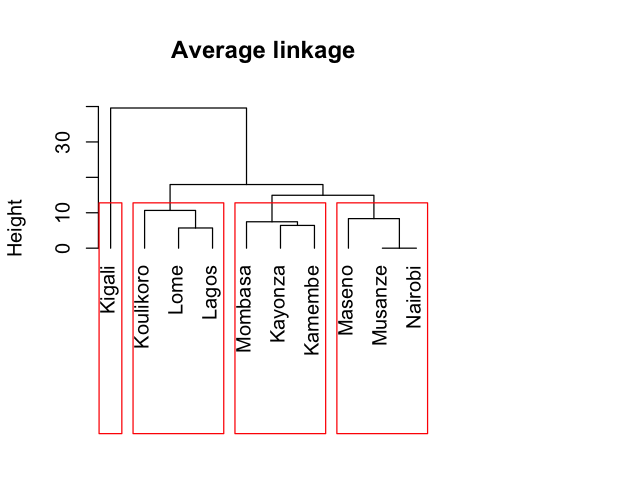 Average linkage
Height
30
10
0
Kigali
Koulikoro
Lome
Lagos
Mombasa
Kayonza
Kamembe
Maseno
Musanze
Nairobi